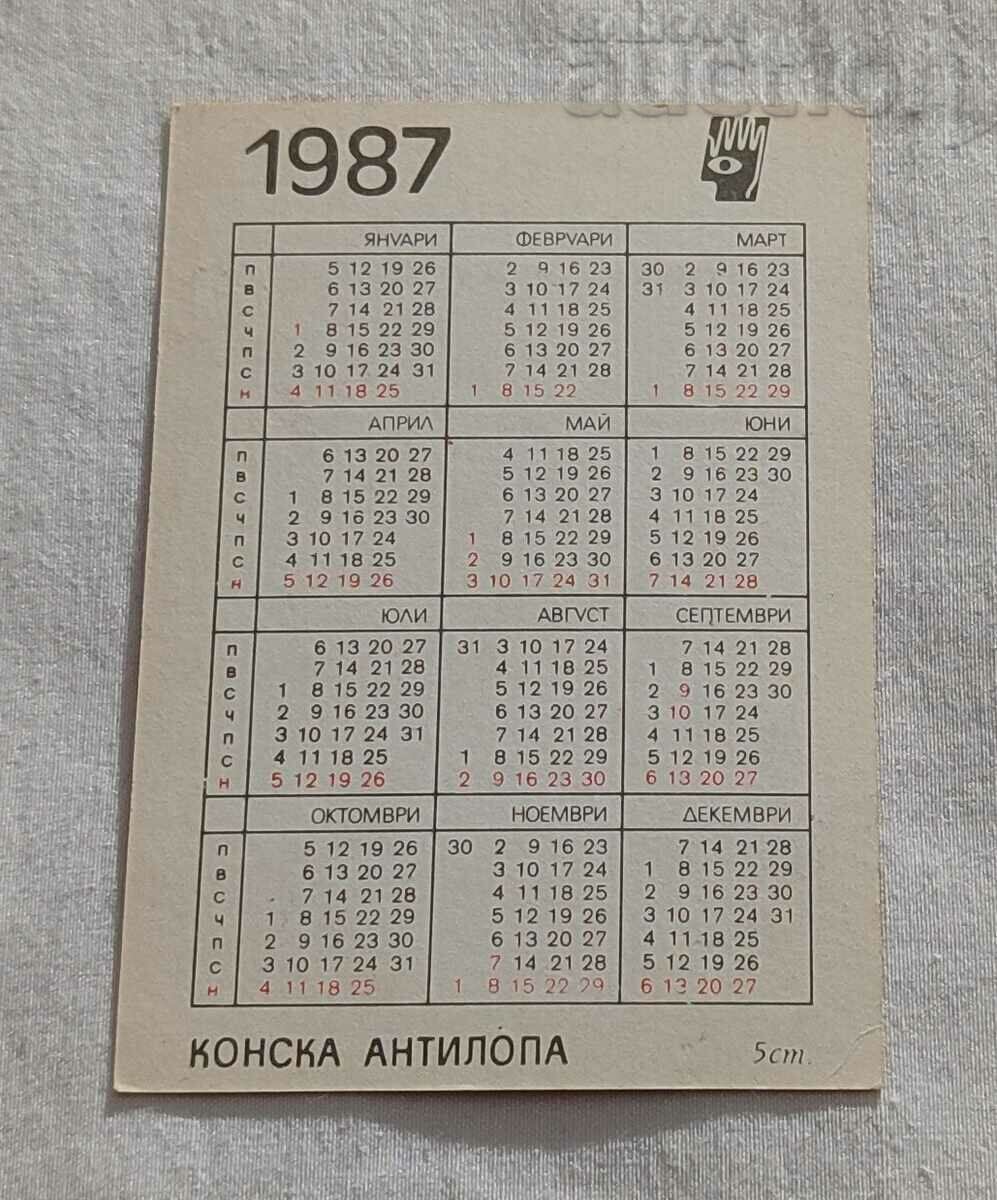 1987
ЯНУАРИ ФЕВРУАРИ МАРТ
П 5 12 19 26 2 9 16 23 30 2 9 16 23
В 6 13 20 27 3 10 17 24 31 3 10 17 24
С 7 14 21 28 4 11 18 25 4 11 18 25
Ч 1 8 15 22 29 5 12 19 26 5 12 19 26
П 2 9 16 23 30 6 13 20 27 6 13 20 27
С 3 10 17 24 31 7 14 21 28 7 14 21 28
Н 4 11 18 25 1 8 15 22 1 8 15 22 29
АПРИЛ МАЙ ЮНИ
П 6 13 20 27 4 11 18 25 1 8 15 22 29
В 7 14 21 28 5 12 19 26 2 9 16 23 30
С 1 8 15 22 29 6 13 20 27 3 10 17 24
Ч 2 9 16 23 30 7 14 21 28 4 11 18 25
П 3 10 17 24 1 8 15 22 29 5 12 19 26
С 4 11 18 25 2 9 16 23 30 6 13 20 27
Н 5 12 19 26 3 10 17 24 31 7 14 21 28
ЮЛИ АВГУСТ СЕПТЕМВРИ
П 6 13 20 27 31 3 10 17 24 7 14 21 28
В 7 14 21 28 4 11 18 25 1 8 15 22 29
С 1 8 15 22 29 5 12 19 26 2 9 16 23 30
Ч 2 9 16 23 30 6 13 20 27 3 10 17 24
П 3 10 17 24 31 7 14 21 28 4 11 18 25
С 4 11 18 25 1 8 15 22 29 5 12 19 26
Н 5 12 19 26 2 9 16 23 30 6 13 20 27
ОКТОМВРИ НОЕМВРИ ДЕКЕМВРИ
П 5 12 19 26 30 2 9 16 23 7 14 21 28
В 6 13 20 27 3 10 17 24 1 8 15 22 29
С 7 14 21 28 4 11 18 25 2 9 16 23 30
Ч 1 8 15 22 29 5 12 19 26 3 10 17 24 31
П 2 9 16 23 30 6 13 20 27 4 11 18 25
С 3 10 17 24 31 7 14 21 28 5 12 19 26
Н 4 11 18 25 1 8 15 22 29 6 13 20 27
КОНСКА АНТИЛОПА 5ст.